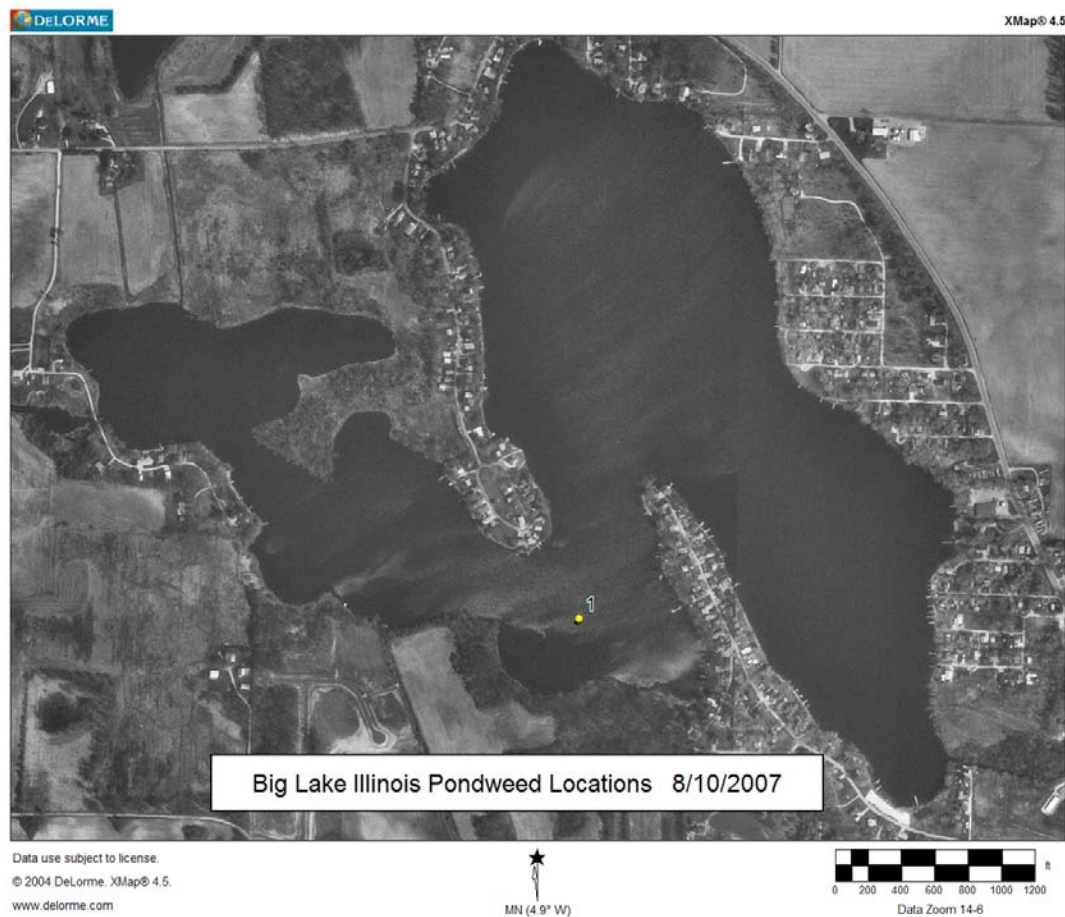 DELORME
XMap® 4.5
1
Big Lake Illinois Pondweed Locations 8/10/2007
Data use subject to license.
© 2004 DeLorme. XMap® 4.5.
www.delorme.com
MN (4.9° W)
ft
0 200 400 600 800 1000 1200
Data Zoom 14-6